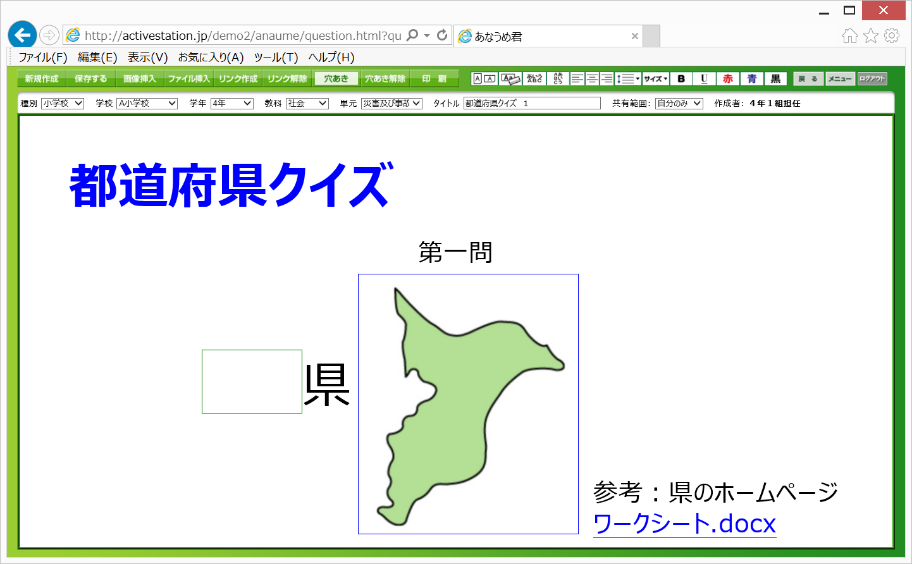 http://activestation.jp/demo2/anaume/question.html?qu
あなうめ君
ファイル(F) 編集(E) 表示(V) お気に入り(A) ツール(T) ヘルプ(H)
新規作成 保存する 画像挿入 ファイル挿入 リンク作成 リンク解除 穴あき 穴あき解除 印 刷 サイズ B U 赤 青 黒 戻 る メニュー ログアウト
種別 小学校 学校 A小学校 学年 4年 教科 社会 単元 災害及び事故 タイトル 都道府県クイズ 1 共有範囲: 自分のみ 作成者: 4年1組担任
都道府県クイズ
第一問
県
参考：県のホームページ
ワークシート.docx